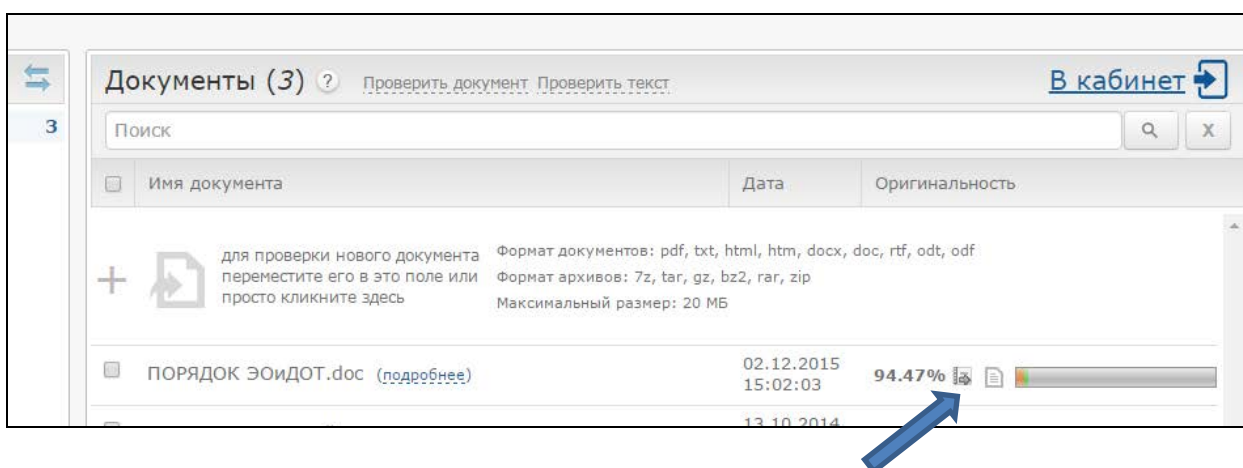 Документы (3) ? Проверить документ Проверить текст В кабинет
3
Поиск X
Имя документа Дата Оригинальность
для проверки нового документа
переместите его в это поле или
просто кликните здесь
Формат документов: pdf, txt, html, htm, docx, doc, rtf, odt, odf
Формат архивов: 7z, tar, gz, bz2, rar, zip
Максимальный размер: 20 МБ
ПОРЯДОК ЭОиДОТ.doc (подробнее) 02.12.2015 94.47%
15:02:03
13.10.2014